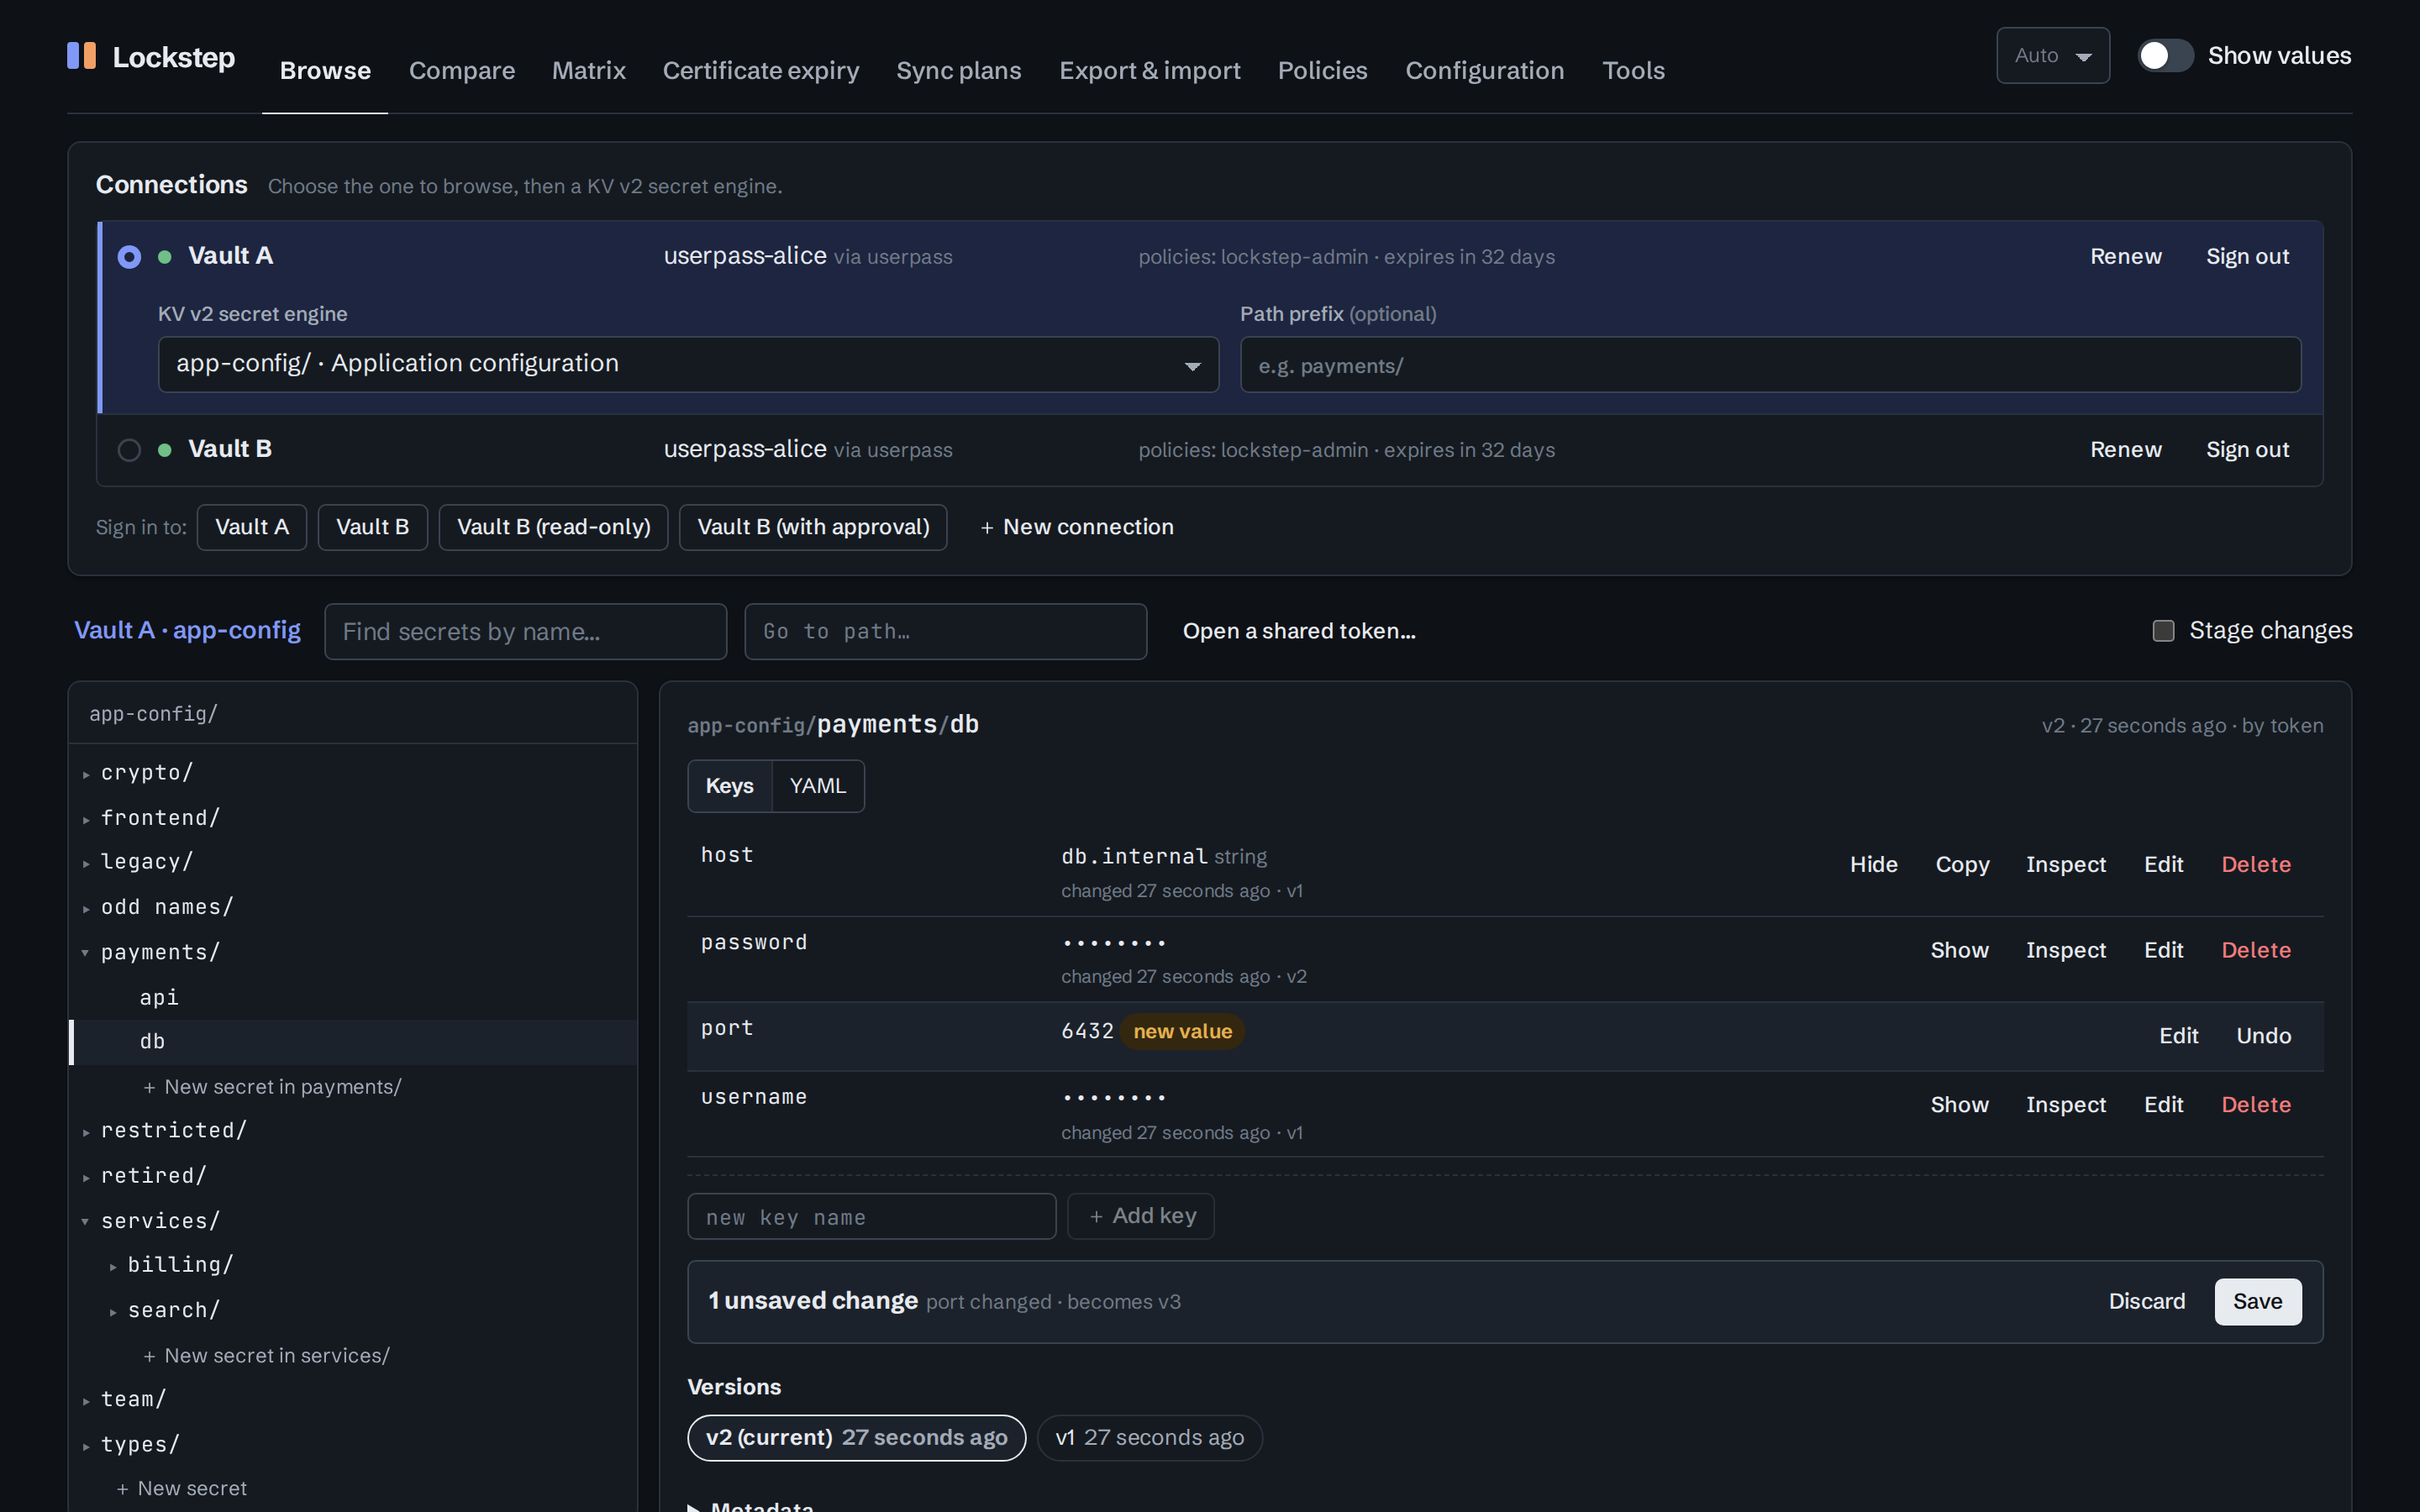 Lockstep Browse Compare Matrix Certificate expiry Sync plans Export & import Policies Configuration Tools Auto Show values
Connections Choose the one to browse, then a KV v2 secret engine.
Vault A userpass-alice via userpass policies: lockstep-admin · expires in 32 days Renew Sign out
KV v2 secret engine Path prefix (optional)
app-config/ · Application configuration e.g. payments/
Vault B userpass-alice via userpass policies: lockstep-admin · expires in 32 days Renew Sign out
Sign in to: Vault A Vault B Vault B (read-only) Vault B (with approval) + New connection
Vault A · app-config Find secrets by name... Go to path… Open a shared token... Stage changes
app-config/
crypto/
frontend/
legacy/
odd names/
payments/
api
db
+ New secret in payments/
restricted/
retired/
services/
billing/
search/
+ New secret in services/
team/
types/
+ New secret
app-config/payments/db v2 · 27 seconds ago · by token
Keys YAML
host db.internal string Hide Copy Inspect Edit Delete
changed 27 seconds ago · v1
password •••••••• Show Inspect Edit Delete
changed 27 seconds ago · v2
port 6432 new value Edit Undo
username •••••••• Show Inspect Edit Delete
changed 27 seconds ago · v1
new key name + Add key
1 unsaved change port changed · becomes v3 Discard Save
Versions
v2 (current) 27 seconds ago v1 27 seconds ago
Metadata